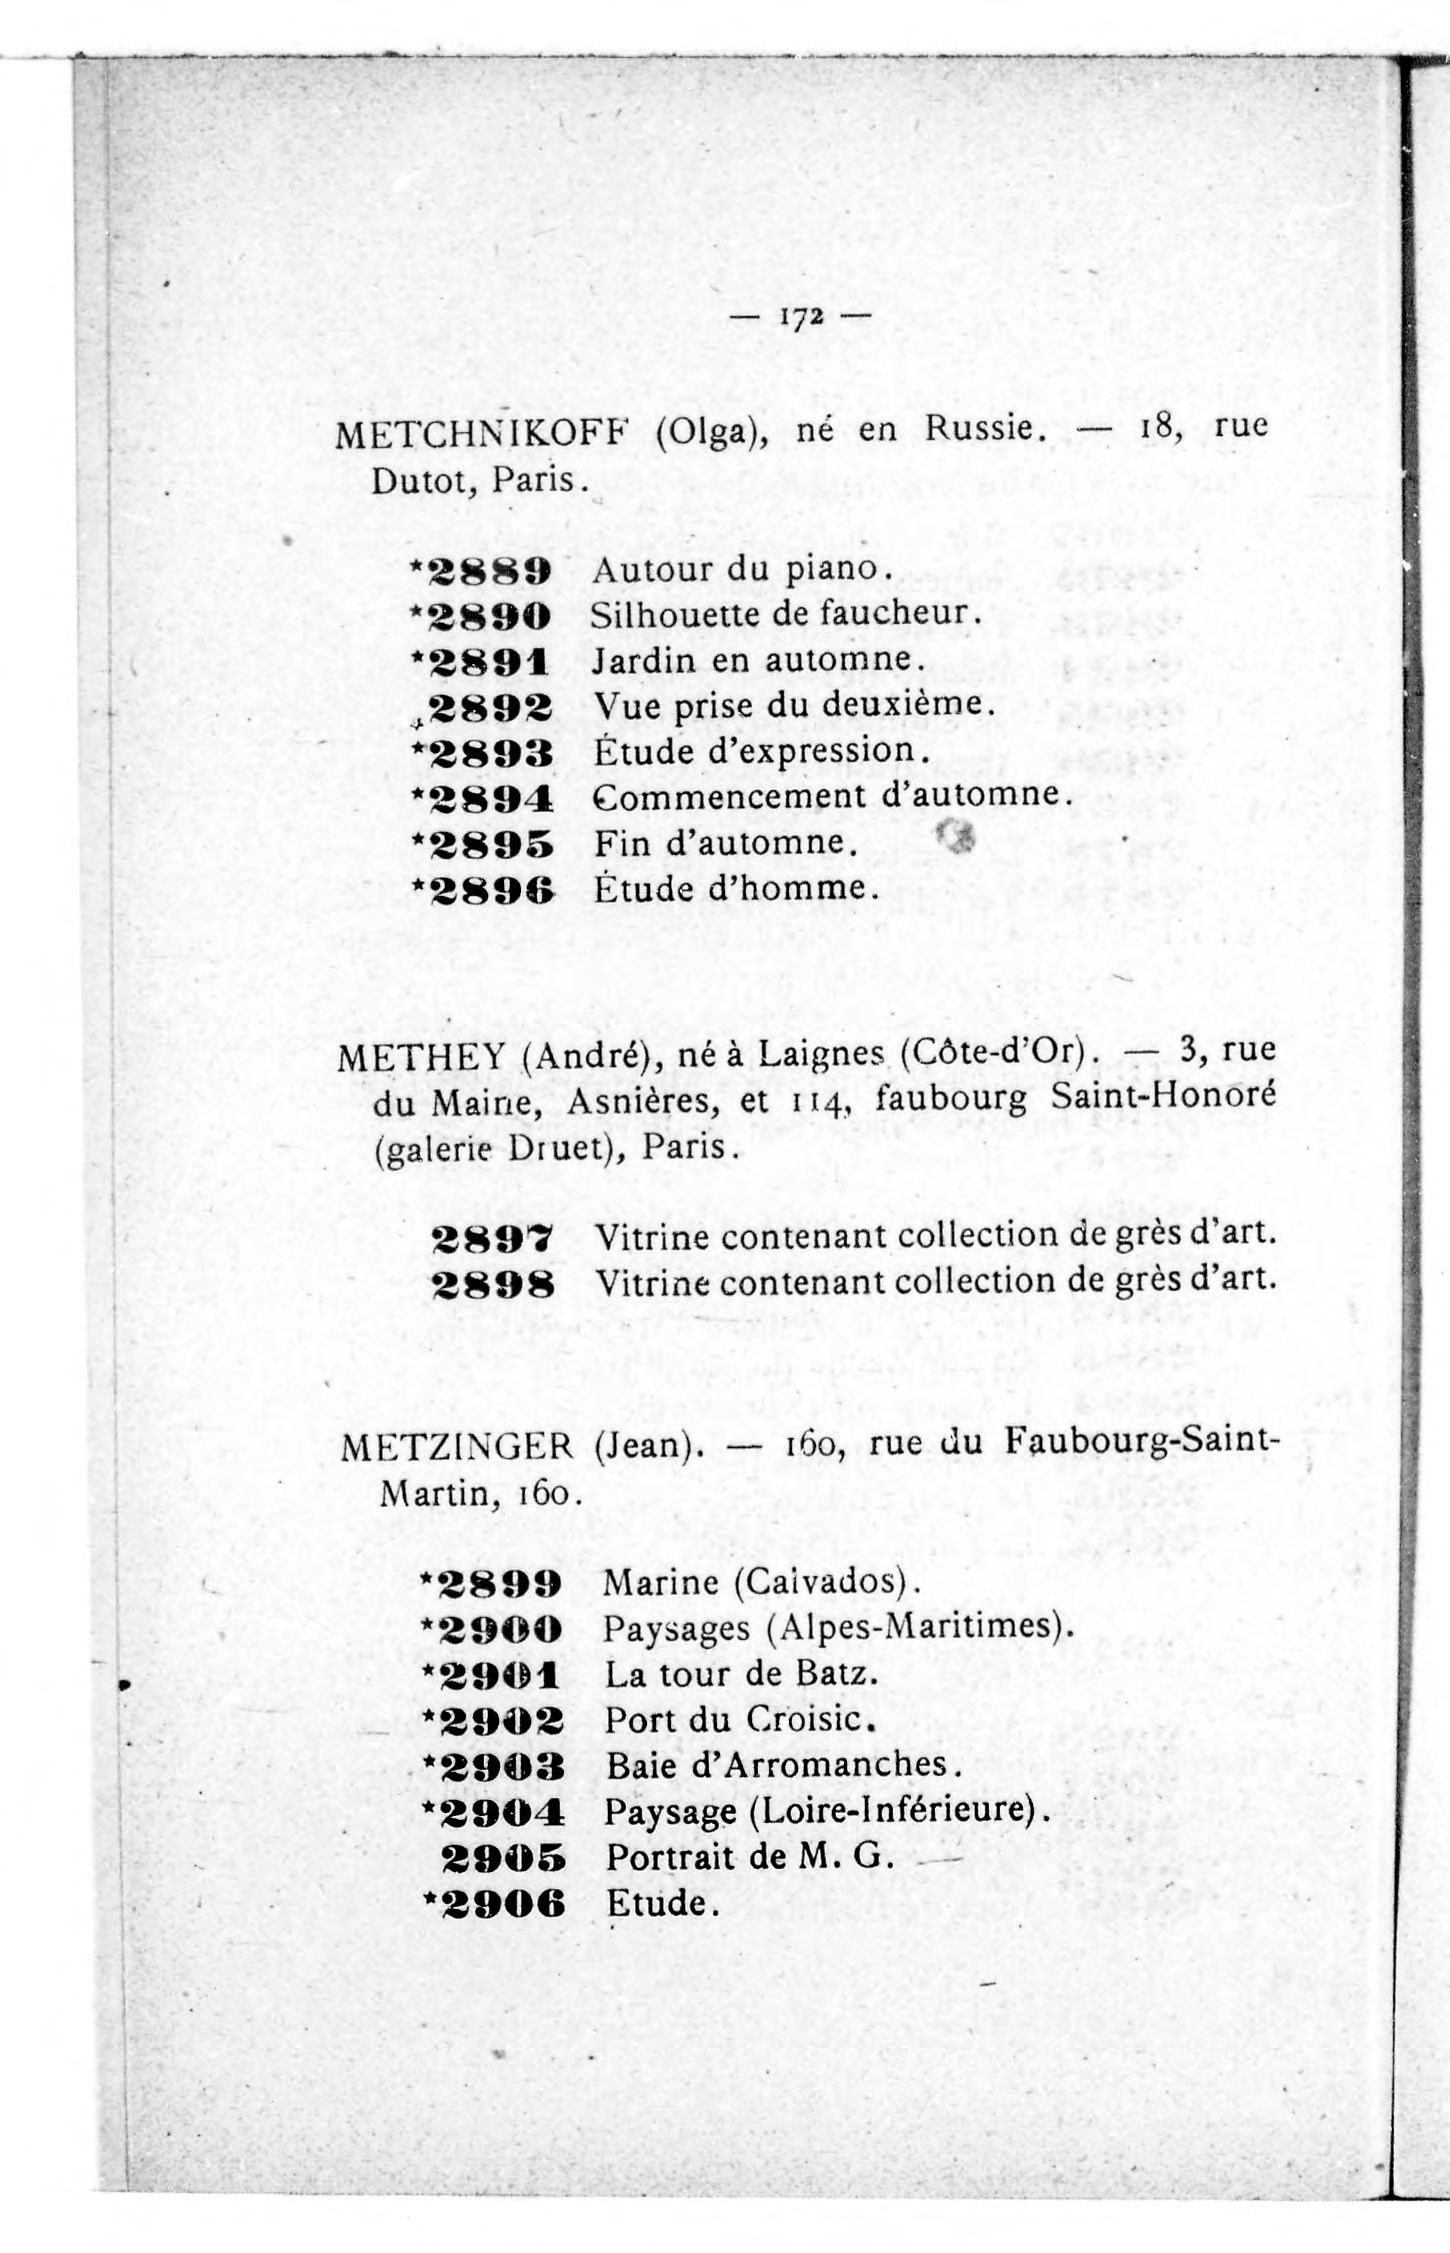 — 172 —
METCHNIKOFF (Olga), né en Russie. — 18, rue
Dutot, Paris.
*2889 Autour du piano.
*2890 Silhouette de faucheur.
*2891 Jardin en automne.
*2892 Vue prise du deuxième.
*2893 Étude d'expression.
*2894 Commencement d'automne.
*2895 Fin d'automne.
*2896 Étude d'homme.
METHEY (André), né à Laignes (Côte-d'Or). — 3, rue
du Maine, Asnières, et 114, faubourg Saint-Honoré
(galerie Druet), Paris.
2897 Vitrine contenant collection de grès d'art.
2898 Vitrine contenant collection de grès d'art.
METZINGER (Jean). — 160, rue du Faubourg-Saint-
Martin, 160.
*2899 Marine (Calvados).
*2900 Paysages (Alpes-Maritimes).
*2901 La tour de Batz.
*2902 Port du Croisic.
*2903 Baie d'Arromanches.
*2904 Paysage (Loire-Inférieure).
2905 Portrait de M. G.
*2906 Etude.